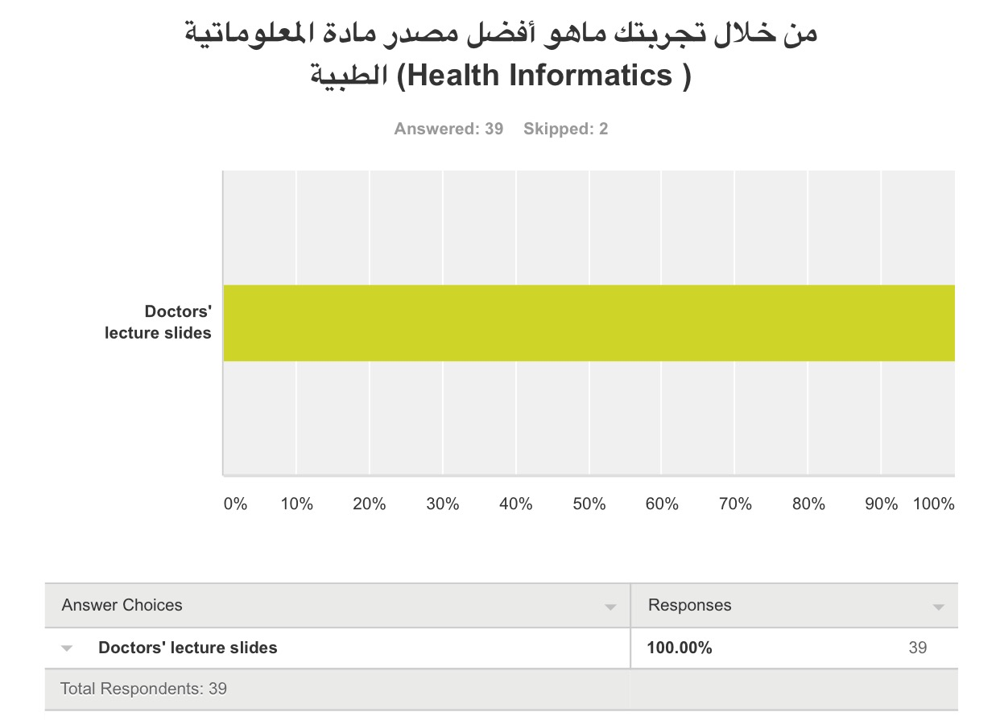 من خلال تجربتك ماهو أفضل مصدر مادة المعلوماتية
الطبية (Health Informatics )
Answered: 39 Skipped: 2
Doctors'
lecture slides
0% 10% 20% 30% 40% 50% 60% 70% 80% 90% 100%
Answer Choices Responses
Doctors' lecture slides 100.00% 39
Total Respondents: 39